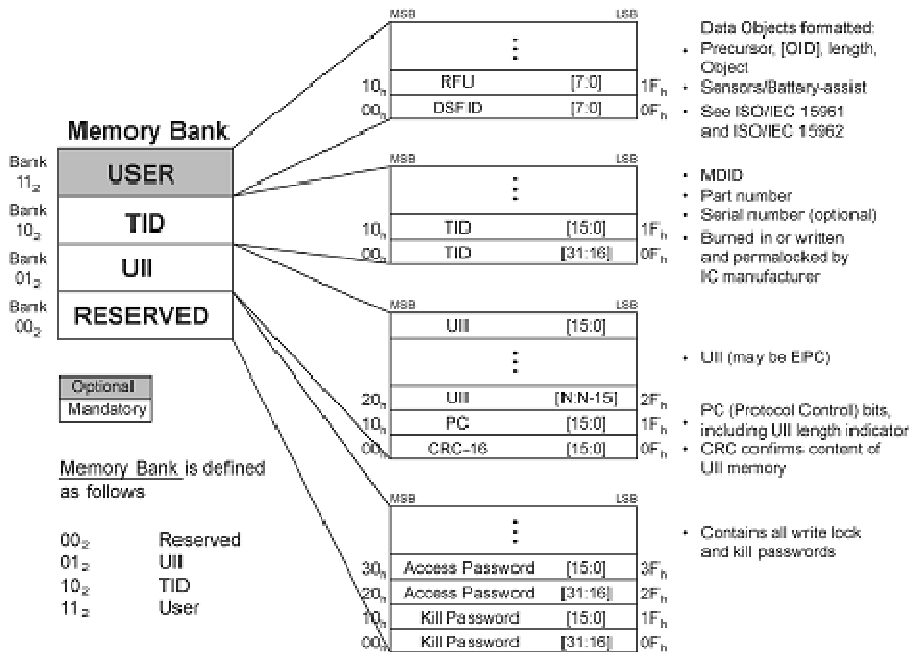 Memory Bank
Bank
11₂
USER
Bank
10₂
TID
Bank
01₂
UII
Bank
00₂
RESERVED
Optional
Mandatory
Memory Bank is defined
as follows
00₂ Reserved
01₂ UII
10₂ TID
11₂ User
MSB LSB
⋮
10ₕ RFU [7:0] 1Fₕ
00ₕ DSFID [7:0] 0Fₕ
Data Objects formatted:
• Precursor, [OID], length,
Object
• Sensors/Battery-assist
• See ISO/IEC 15961
and ISO/IEC 15962
MSB LSB
⋮
10ₕ TID [15:0] 1Fₕ
00ₕ TID [31:16] 0Fₕ
• MDID
• Part number
• Serial number (optional)
• Burned in or written
and permalocked by
IC manufacturer
MSB LSB
UII [15:0]
⋮
20ₕ UII [N:N-15] 2Fₕ
10ₕ PC [15:0] 1Fₕ
00ₕ CRC-16 [15:0] 0Fₕ
• UII (may be EPC)
• PC (Protocol Control) bits,
including UII length indicator
• CRC confirms content of
UII memory
MSB LSB
⋮
30ₕ Access Password [15:0] 3Fₕ
20ₕ Access Password [31:16] 2Fₕ
10ₕ Kill Password [15:0] 1Fₕ
00ₕ Kill Password [31:16] 0Fₕ
• Contains all write lock
and kill passwords